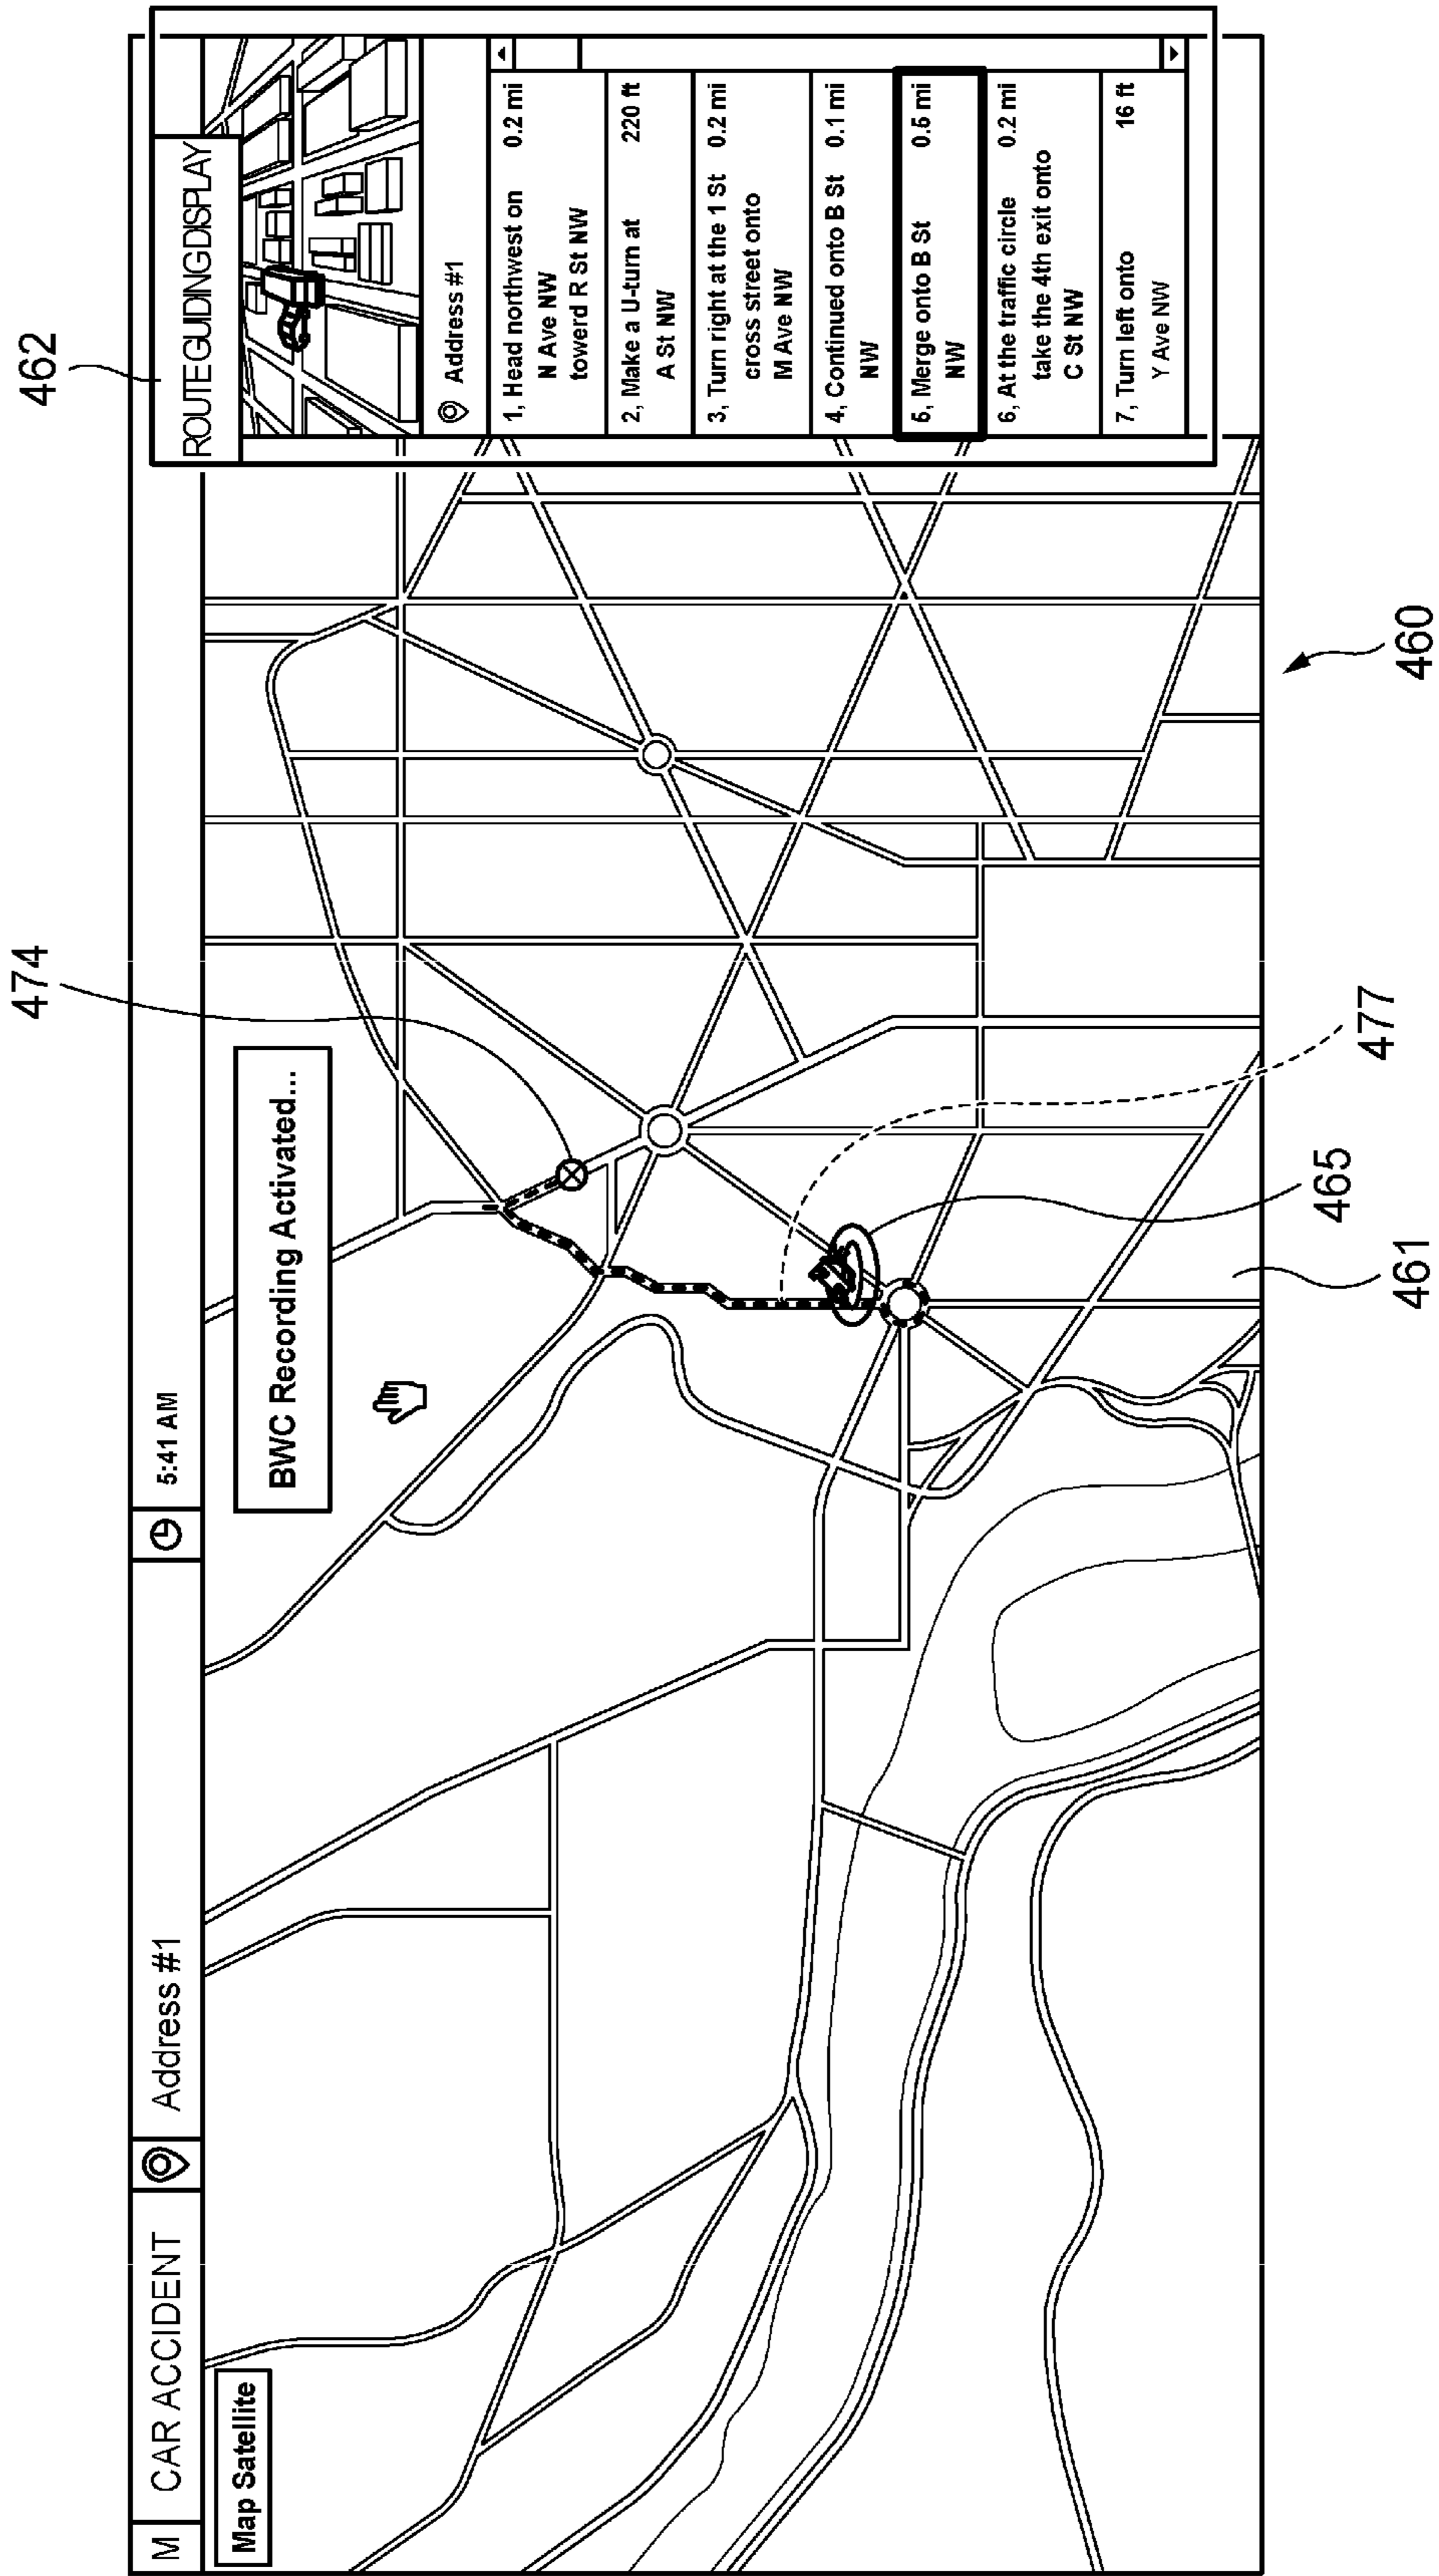 M CAR ACCIDENT Address #1 5:41 AM
Map Satellite
BWC Recording Activated...
ROUTE GUIDING DISPLAY
Address #1
1, Head northwest on 0.2 mi
N Ave NW
towerd R St NW
2, Make a U-turn at 220 ft
A St NW
3, Turn right at the 1 St 0.2 mi
cross street onto
M Ave NW
4, Continued onto B St 0.1 mi
NW
5, Merge onto B St 0.5 mi
NW
6, At the traffic circle 0.2 mi
take the 4th exit onto
C St NW
7, Turn left onto 16 ft
Y Ave NW
474
462
461
465
477
460